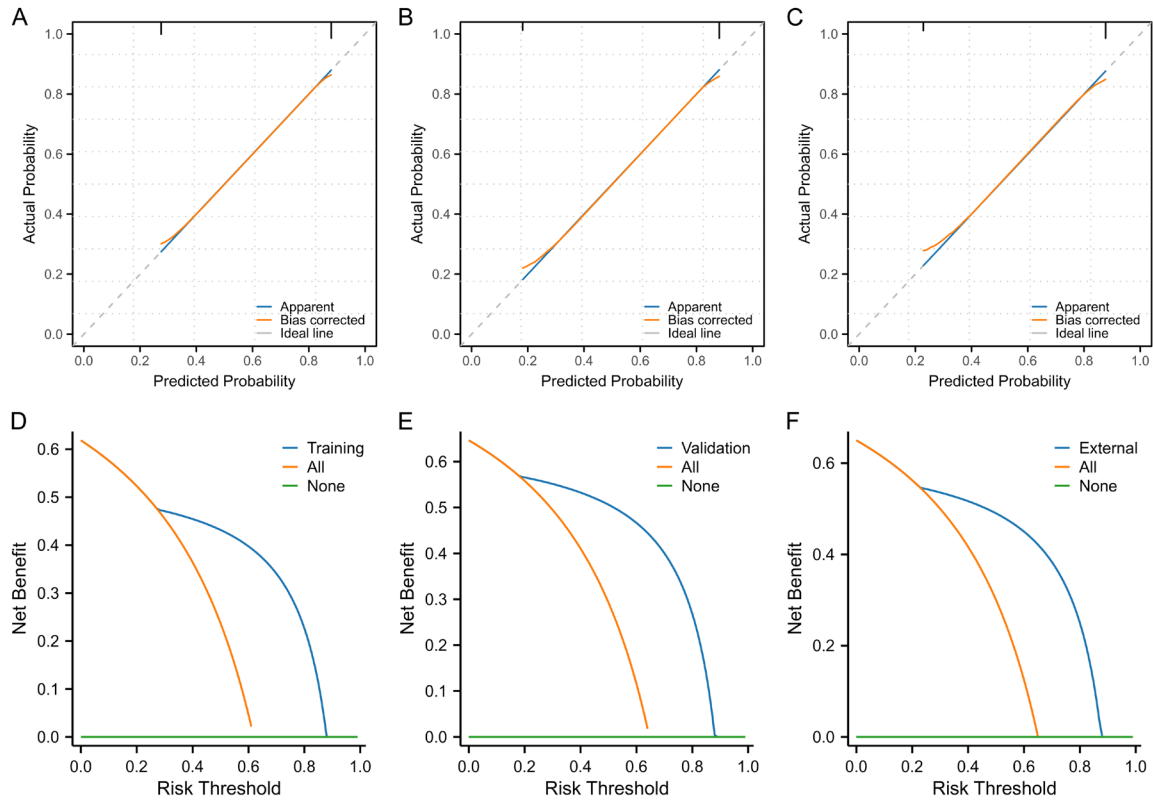 A
1.0
0.8
0.6
0.4
0.2
0.0
Actual Probability
Apparent
Bias corrected
Ideal line
0.0 0.2 0.4 0.6 0.8 1.0
Predicted Probability
B
1.0
0.8
0.6
0.4
0.2
0.0
Actual Probability
Apparent
Bias corrected
Ideal line
0.0 0.2 0.4 0.6 0.8 1.0
Predicted Probability
C
1.0
0.8
0.6
0.4
0.2
0.0
Actual Probability
Apparent
Bias corrected
Ideal line
0.0 0.2 0.4 0.6 0.8 1.0
Predicted Probability
D
0.6
0.5
0.4
0.3
0.2
0.1
0.0
Net Benefit
Training
All
None
0.0 0.2 0.4 0.6 0.8 1.0
Risk Threshold
E
0.6
0.5
0.4
0.3
0.2
0.1
0.0
Net Benefit
Validation
All
None
0.0 0.2 0.4 0.6 0.8 1.0
Risk Threshold
F
0.6
0.4
0.2
0.0
Net Benefit
External
All
None
0.0 0.2 0.4 0.6 0.8 1.0
Risk Threshold